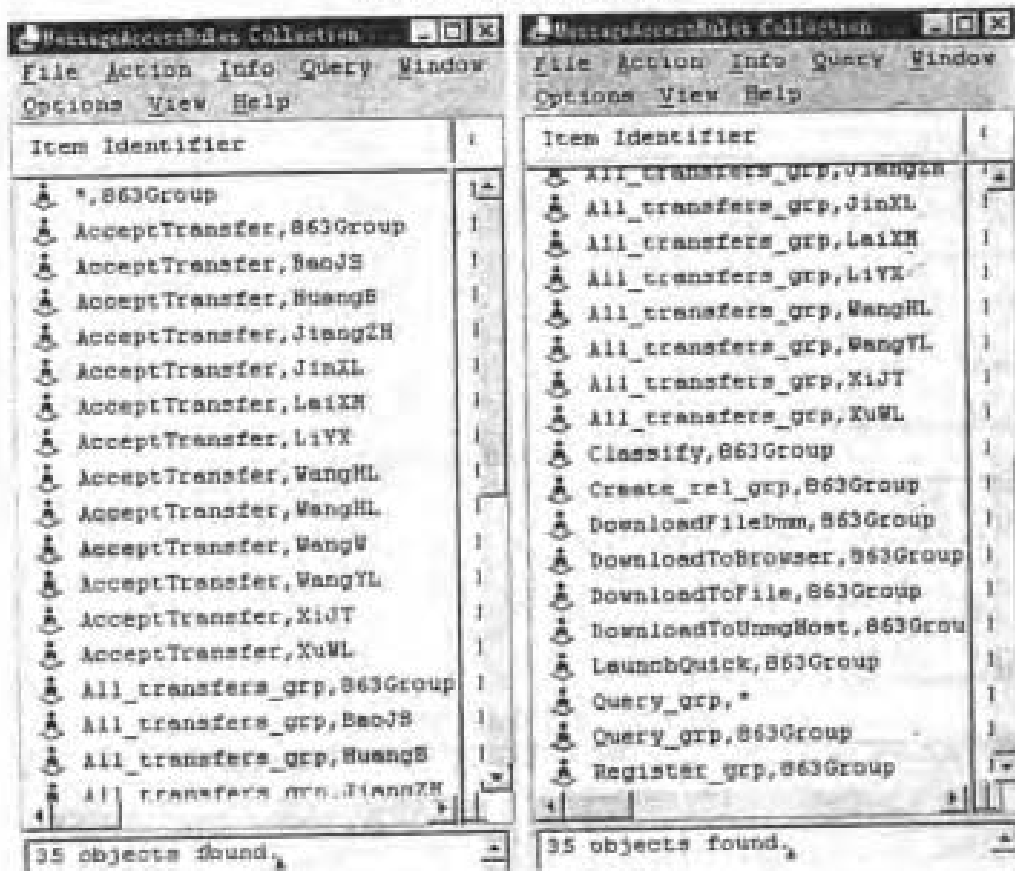 MessageAccessRules Collection
File Action Info Query Window
Options View Help
Item Identifier
*,863Group
AcceptTransfer,863Group
AcceptTransfer,BaoJS
AcceptTransfer,HuangB
AcceptTransfer,JiangZH
AcceptTransfer,JinXL
AcceptTransfer,LaiXM
AcceptTransfer,LiYX
AcceptTransfer,WangHL
AcceptTransfer,WangHL
AcceptTransfer,WangW
AcceptTransfer,WangYL
AcceptTransfer,XiJT
AcceptTransfer,XuWL
All_transfers_grp,863Group
All_transfers_grp,BaoJS
All_transfers_grp,HuangB
All_transfers_grp,JiangZH
35 objects found.
MessageAccessRules Collection
File Action Info Query Window
Options View Help
Item Identifier
All_transfers_grp,JiangZH
All_transfers_grp,JinXL
All_transfers_grp,LaiXM
All_transfers_grp,LiYX
All_transfers_grp,WangHL
All_transfers_grp,WangYL
All_transfers_grp,XiJT
All_transfers_grp,XuWL
Classify,863Group
Create_rel_grp,863Group
DownloadFileDmm,863Group
DownloadToBrowser,863Group
DownloadToFile,863Group
DownloadToUnmgHost,863Grou
LaunchQuick,863Group
Query_grp,*
Query_grp,863Group
Register_grp,863Group
35 objects found.